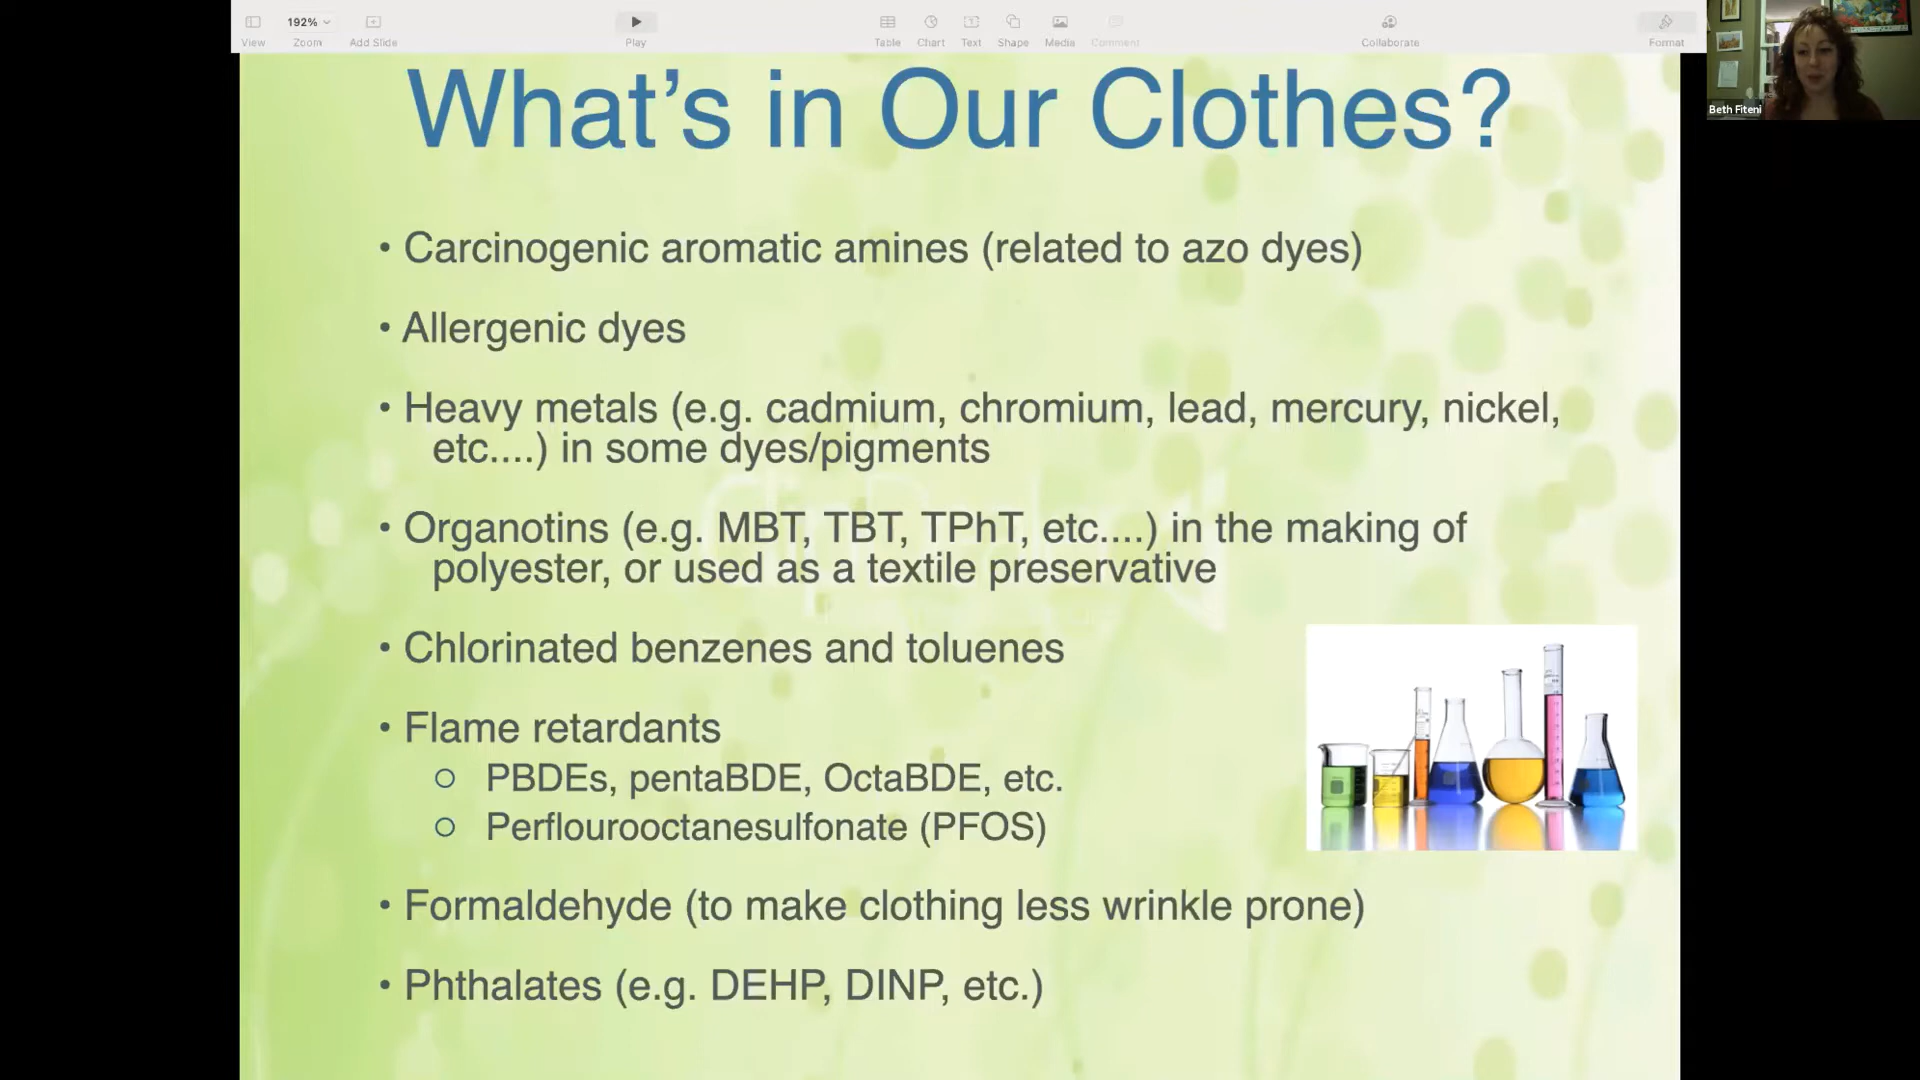 192%
View
Zoom
Add Slide
Play
Table
Chart
Text
Shape
Media
Comment
Collaborate
Format
Beth Fiteni
What's in Our Clothes?
• Carcinogenic aromatic amines (related to azo dyes)
• Allergenic dyes
• Heavy metals (e.g. cadmium, chromium, lead, mercury, nickel,
etc....) in some dyes/pigments
• Organotins (e.g. MBT, TBT, TPhT, etc....) in the making of
polyester, or used as a textile preservative
• Chlorinated benzenes and toluenes
• Flame retardants
○ PBDEs, pentaBDE, OctaBDE, etc.
○ Perflourooctanesulfonate (PFOS)
• Formaldehyde (to make clothing less wrinkle prone)
• Phthalates (e.g. DEHP, DINP, etc.)